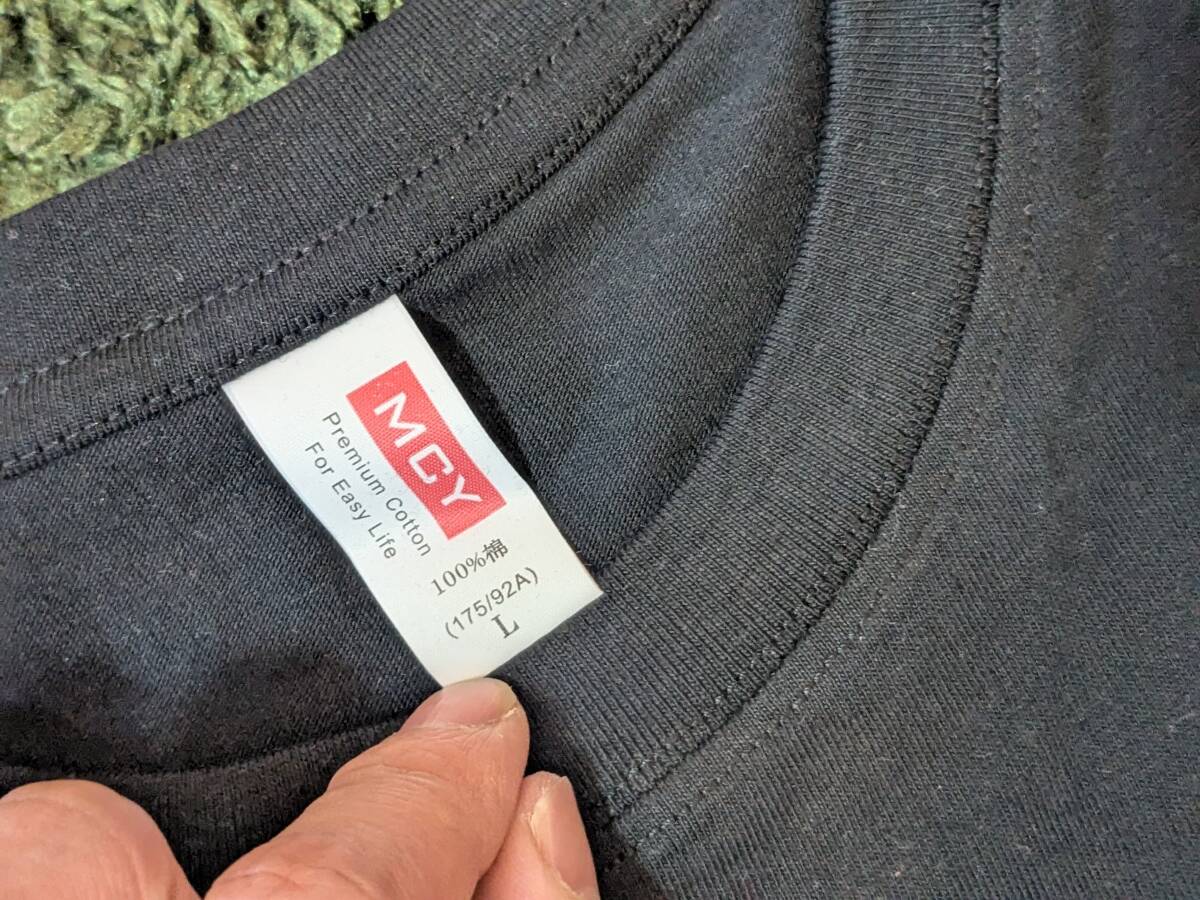 MCY
Premium Cotton
For Easy Life
100%棉
(175/92A)
L